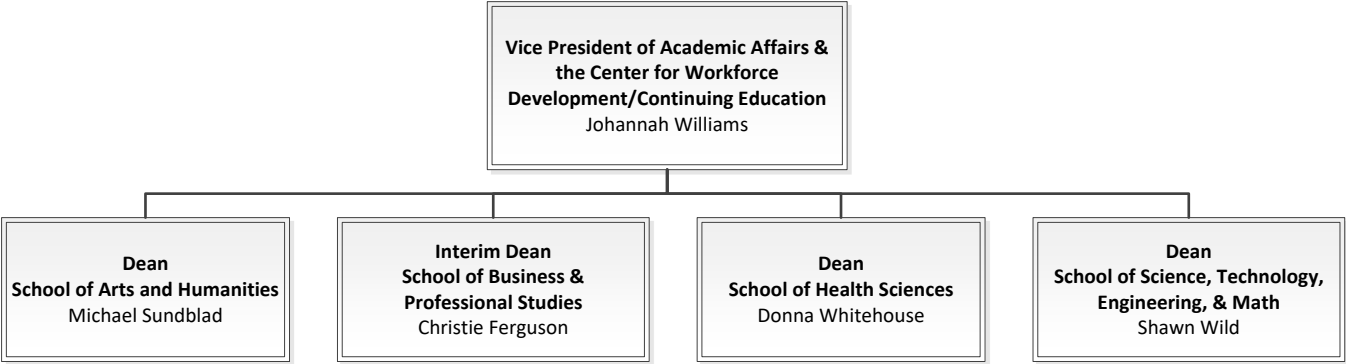 Vice President of Academic Affairs &
the Center for Workforce
Development/Continuing Education
Johannah Williams
Dean
School of Arts and Humanities
Michael Sundblad
Interim Dean
School of Business &
Professional Studies
Christie Ferguson
Dean
School of Health Sciences
Donna Whitehouse
Dean
School of Science, Technology,
Engineering, & Math
Shawn Wild